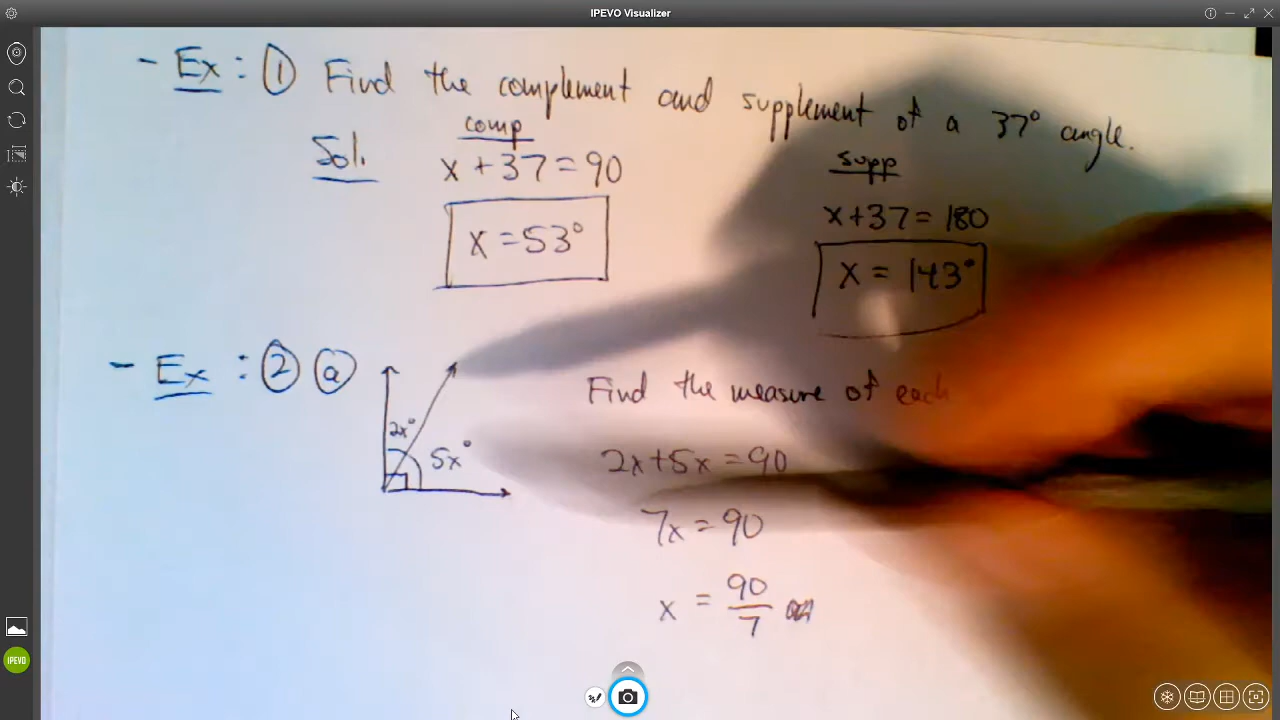 IPEVO Visualizer
- Ex : ① Find the complement and supplement of a 37° angle.
Sol.
comp
x + 37 = 90
x = 53°
supp
x + 37 = 180
x = 143°
- Ex : ② ⓐ
2x°
5x°
Find the measure of each
2x + 5x = 90
7x = 90
x = 90/7
IPEVO